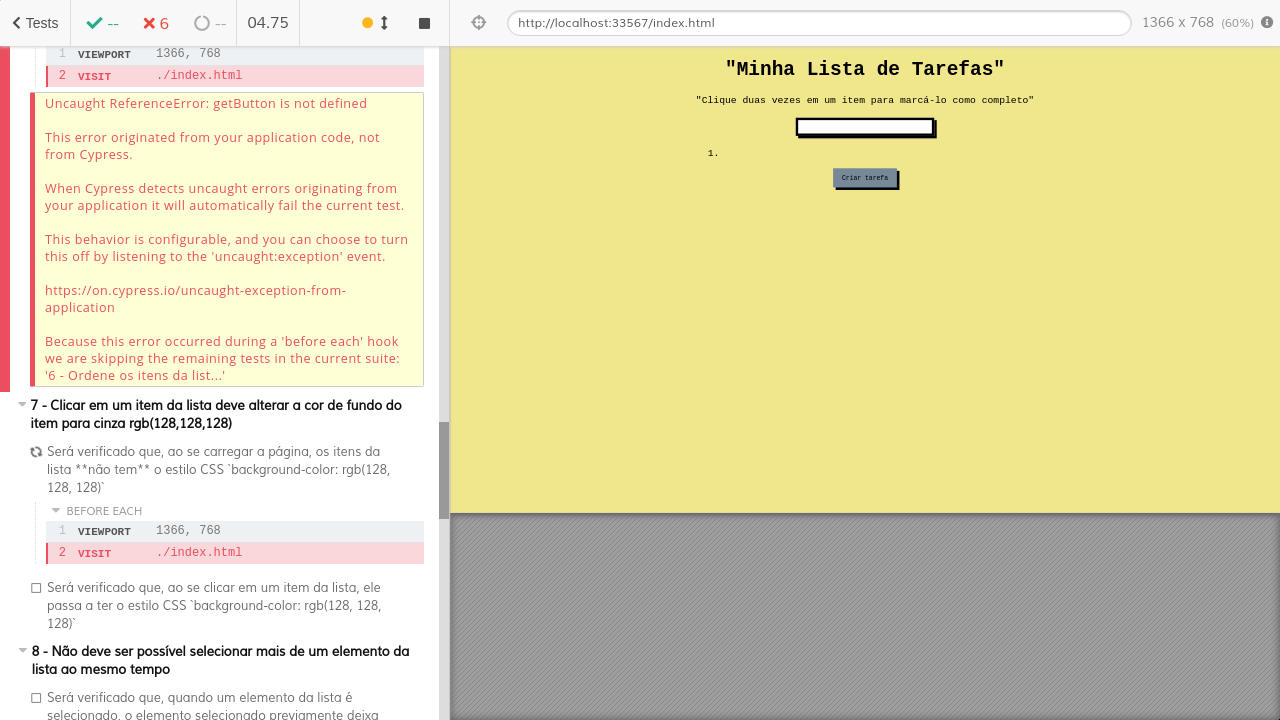 Tests
--
6
--
04.75
http://localhost:33567/index.html
1366 x 768 (60%)
1 VIEWPORT 1366, 768
2 VISIT ./index.html
Uncaught ReferenceError: getButton is not defined
This error originated from your application code, not
from Cypress.
When Cypress detects uncaught errors originating from
your application it will automatically fail the current test.
This behavior is configurable, and you can choose to turn
this off by listening to the 'uncaught:exception' event.
https://on.cypress.io/uncaught-exception-from-
application
Because this error occurred during a 'before each' hook
we are skipping the remaining tests in the current suite:
'6 - Ordene os itens da list...'
7 - Clicar em um item da lista deve alterar a cor de fundo do
item para cinza rgb(128,128,128)
Será verificado que, ao se carregar a página, os itens da
lista **não tem** o estilo CSS `background-color: rgb(128,
128, 128)`
BEFORE EACH
1 VIEWPORT 1366, 768
2 VISIT ./index.html
Será verificado que, ao se clicar em um item da lista, ele
passa a ter o estilo CSS `background-color: rgb(128, 128,
128)`
8 - Não deve ser possível selecionar mais de um elemento da
lista ao mesmo tempo
Será verificado que, quando um elemento da lista é
selecionado, o elemento selecionado previamente deixa
"Minha Lista de Tarefas"
"Clique duas vezes em um item para marcá-lo como completo"
1.
Criar tarefa